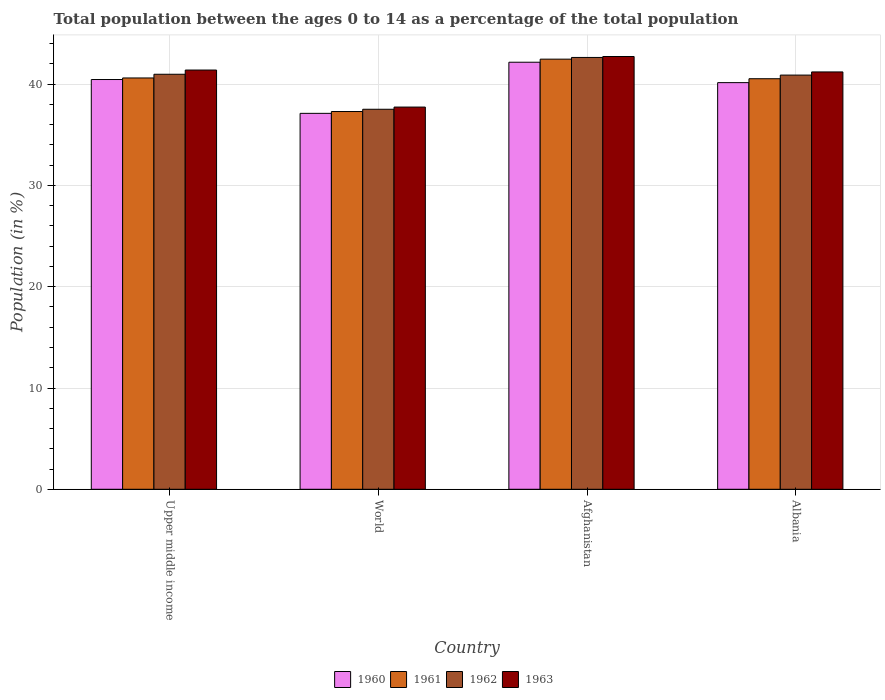 Total population between the ages 0 to 14 as a percentage of the total population
Population (in %)
40
30
20
10
0
Upper middle income
World
Afghanistan
Albania
Country
1960
1961
1962
1963